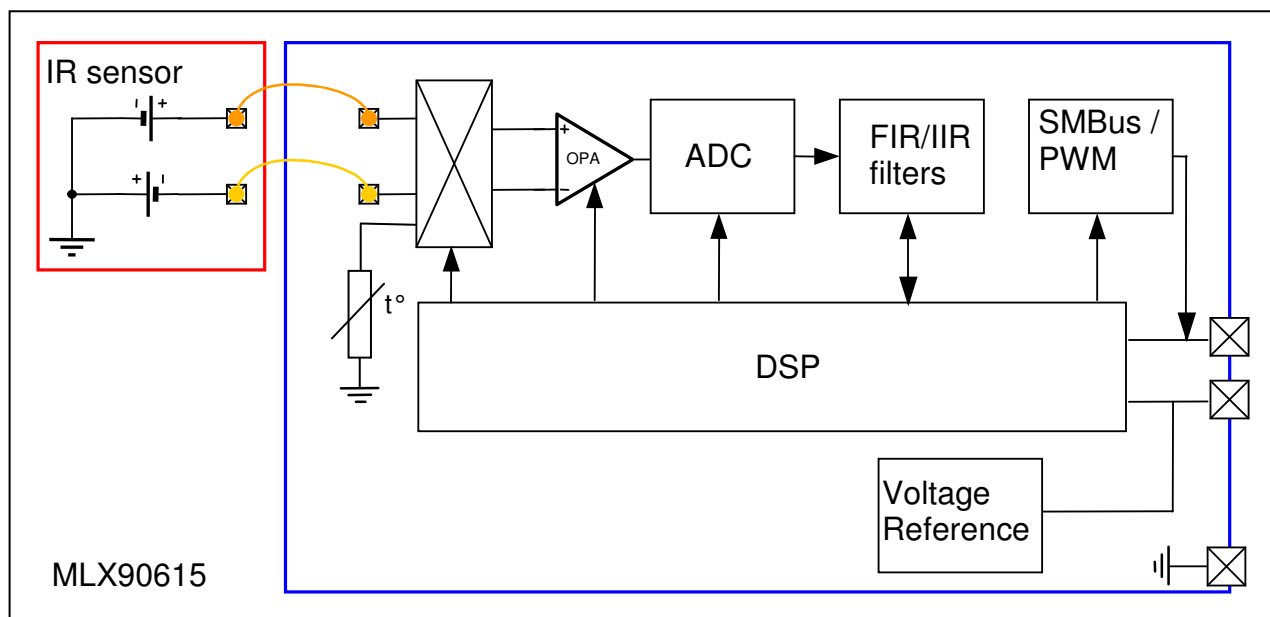 IR sensor
+
+
t°
+
−
OPA
ADC
FIR/IIR
filters
SMBus /
PWM
DSP
Voltage
Reference
MLX90615